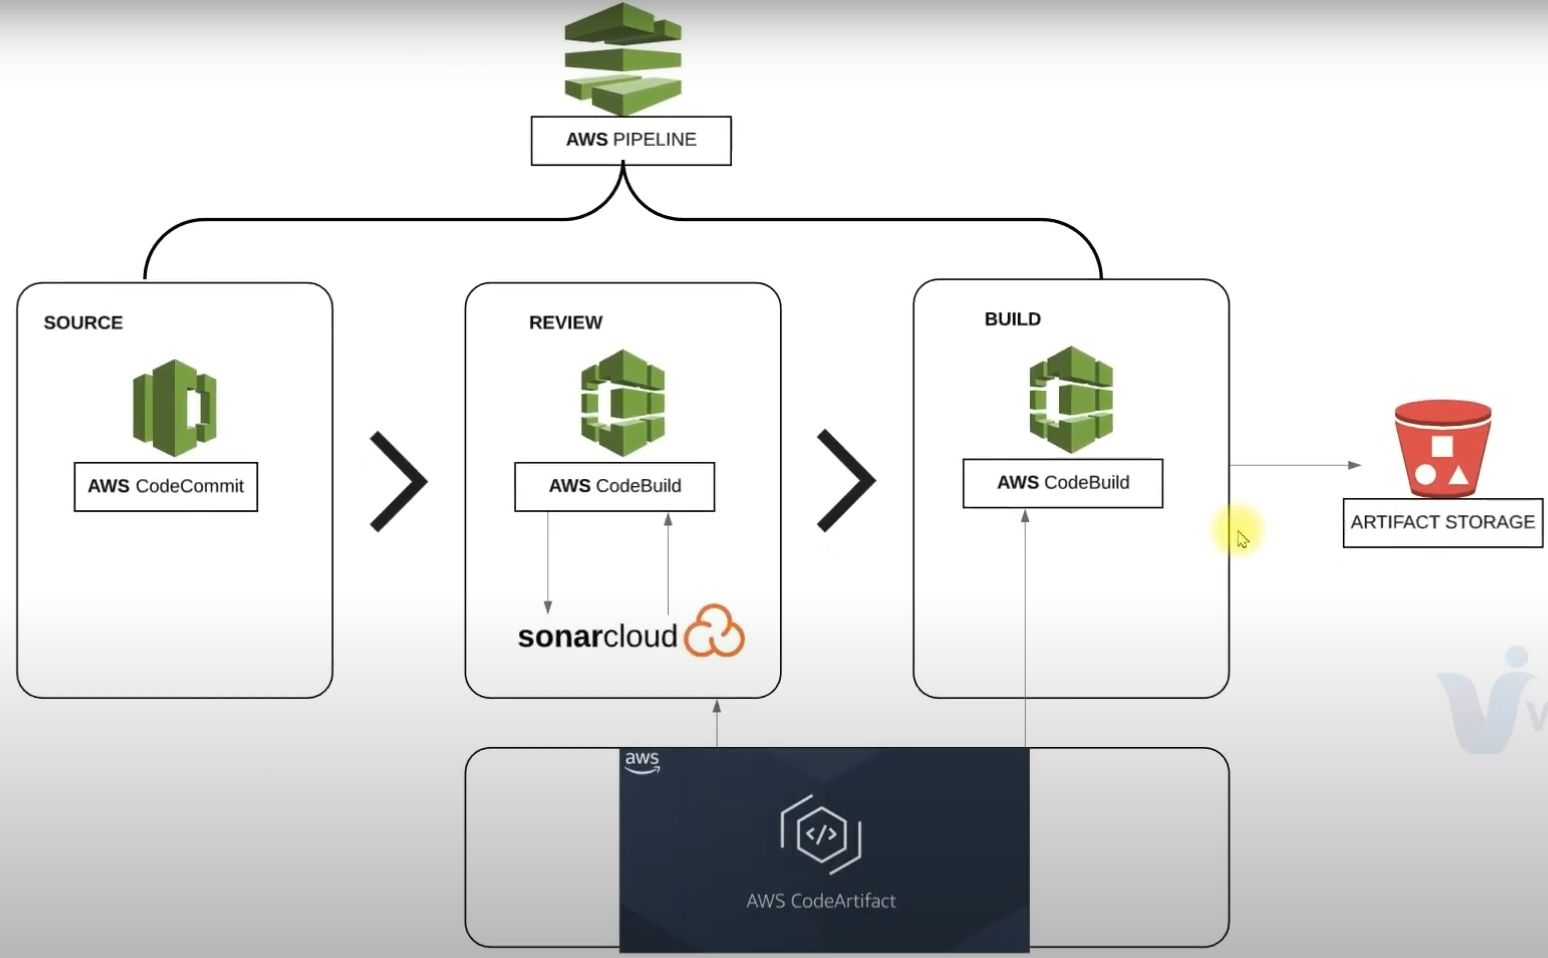 AWS PIPELINE
SOURCE
REVIEW
BUILD
AWS CodeCommit
AWS CodeBuild
AWS CodeBuild
ARTIFACT STORAGE
sonarcloud
aws
</>
AWS CodeArtifact